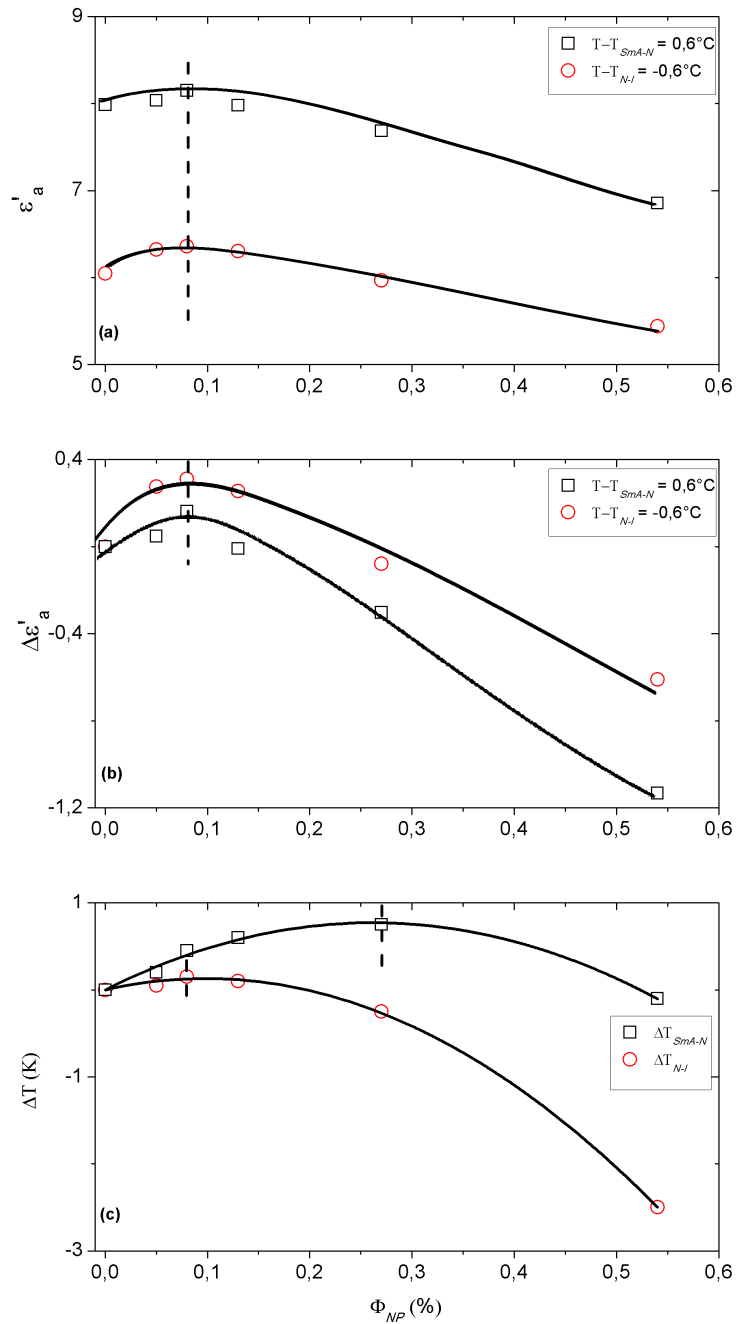 9
7
5
ε'a
T−TSmA-N = 0,6°C
T−TN-I = -0,6°C
(a)
0,0 0,1 0,2 0,3 0,4 0,5 0,6
0,4
-0,4
-1,2
Δε'a
T−TSmA-N = 0,6°C
T−TN-I = -0,6°C
(b)
0,0 0,1 0,2 0,3 0,4 0,5 0,6
1
-1
-3
ΔT (K)
ΔTSmA-N
ΔTN-I
(c)
0,0 0,1 0,2 0,3 0,4 0,5 0,6
ΦNP (%)